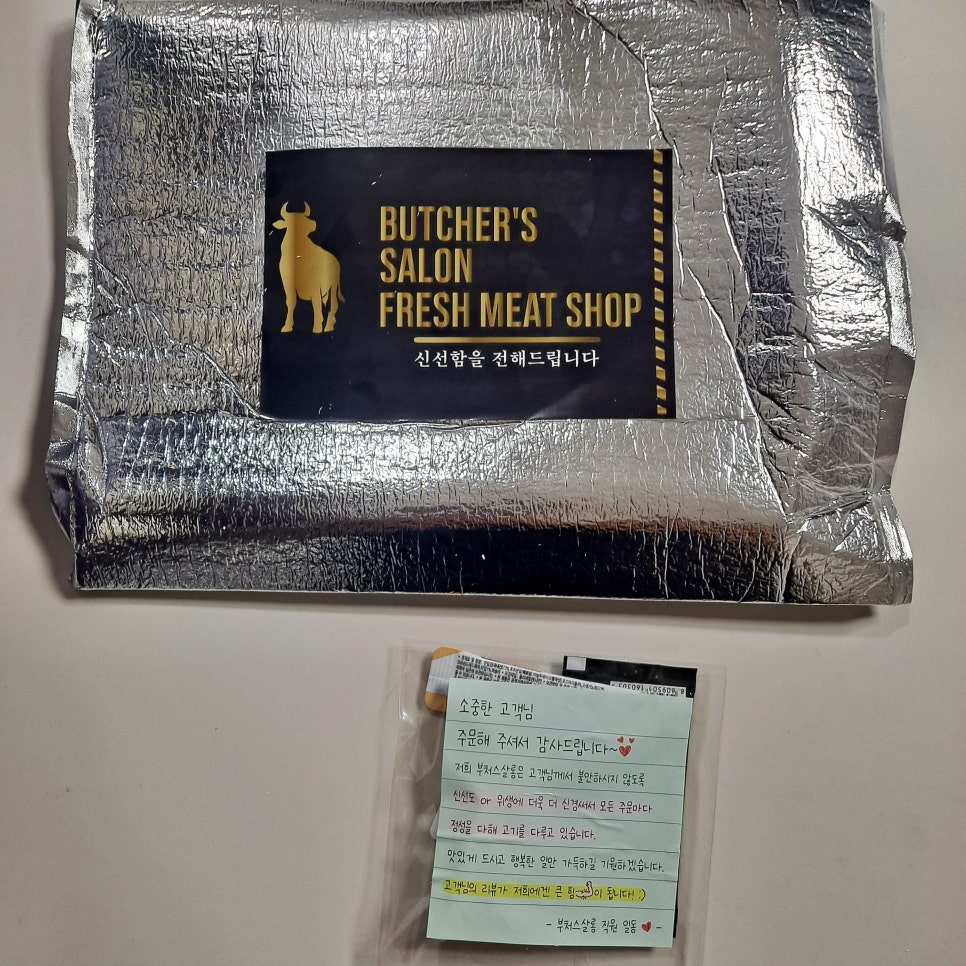 BUTCHER'S
SALON
FRESH MEAT SHOP
신선함을 전해드립니다
소중한 고객님
주문해 주셔서 감사드립니다~
저희 부쳐스살롱은 고객님께서 불안하시지 않도록
신선도 or 위생에 더욱 더 신경써서 모든 주문마다
정성을 다해 고기를 다루고 있습니다.
맛있게 드시고 행복한 일만 가득하길 기원하겠습니다.
고객님의 리뷰가 저희에겐 큰 힘이 됩니다! :)
- 부쳐스살롱 직원 일동 ♥ -